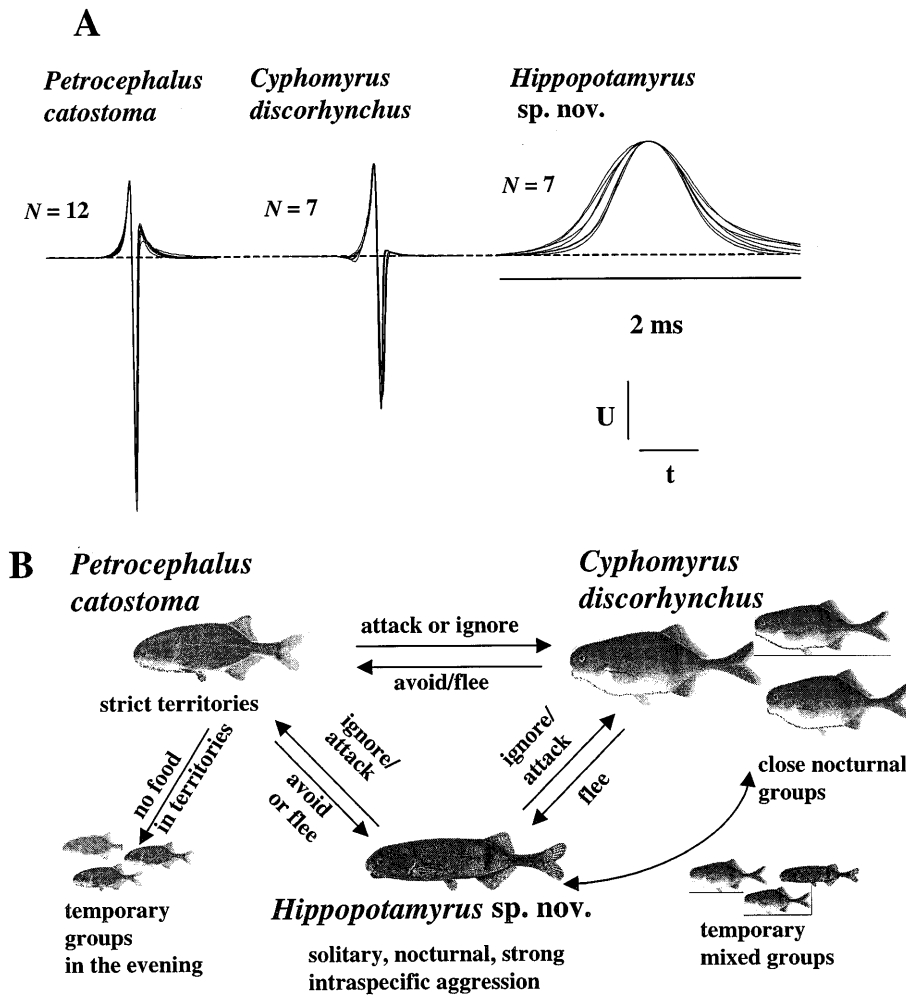 A
Petrocephalus
catostoma
Cyphomyrus
discorhynchus
Hippopotamyrus
sp. nov.
N = 12
N = 7
N = 7
2 ms
U
t
B
Petrocephalus
catostoma
Cyphomyrus
discorhynchus
attack or ignore
avoid/flee
strict territories
no food
in territories
ignore/
attack
avoid
or flee
ignore/
attack
flee
close nocturnal
groups
temporary
groups
in the evening
Hippopotamyrus sp. nov.
solitary, nocturnal, strong
intraspecific aggression
temporary
mixed groups